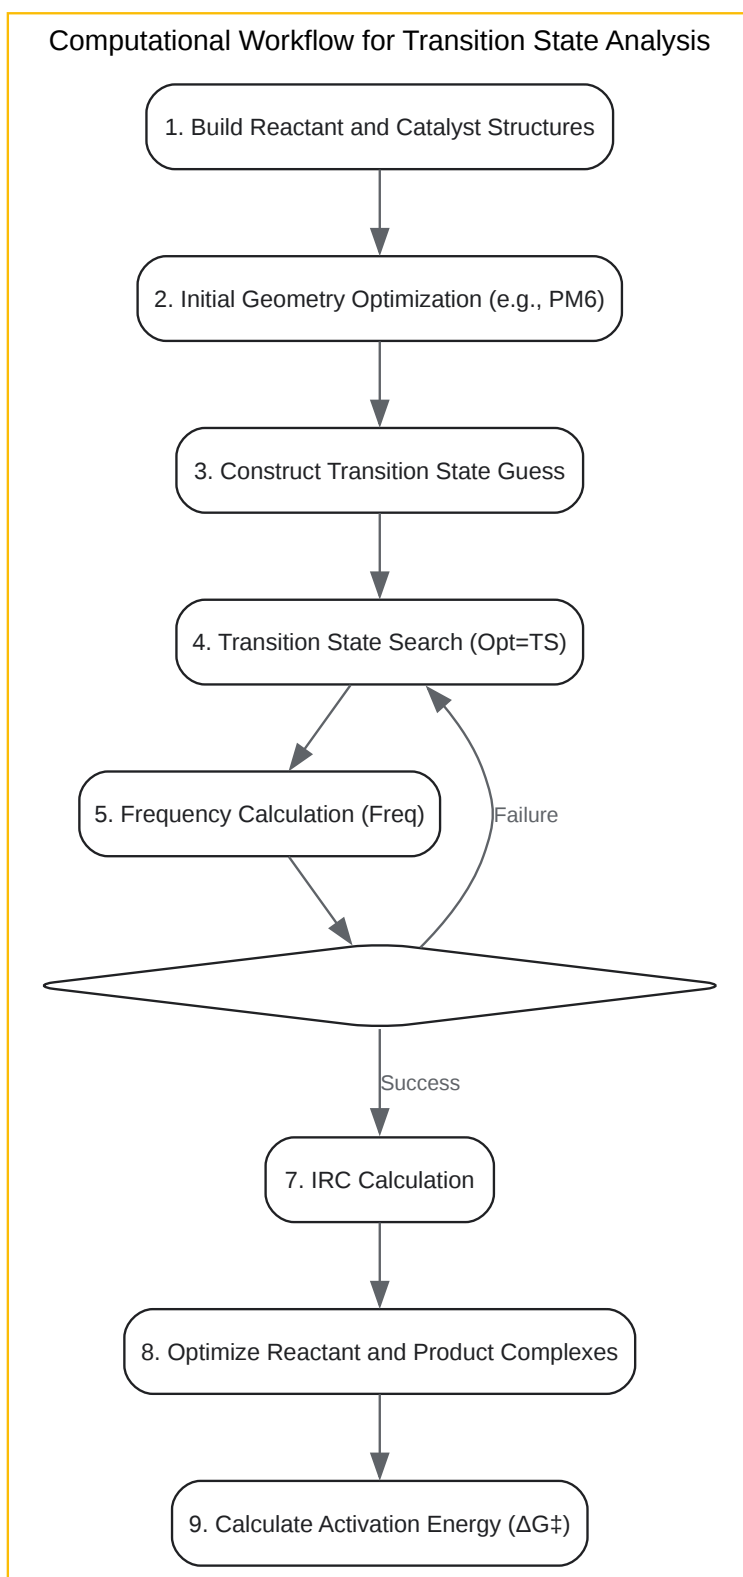 Computational Workflow for Transition State Analysis
1. Build Reactant and Catalyst Structures
2. Initial Geometry Optimization (e.g., PM6)
3. Construct Transition State Guess
4. Transition State Search (Opt=TS)
5. Frequency Calculation (Freq)
Failure
Success
7. IRC Calculation
8. Optimize Reactant and Product Complexes
9. Calculate Activation Energy (ΔG‡)